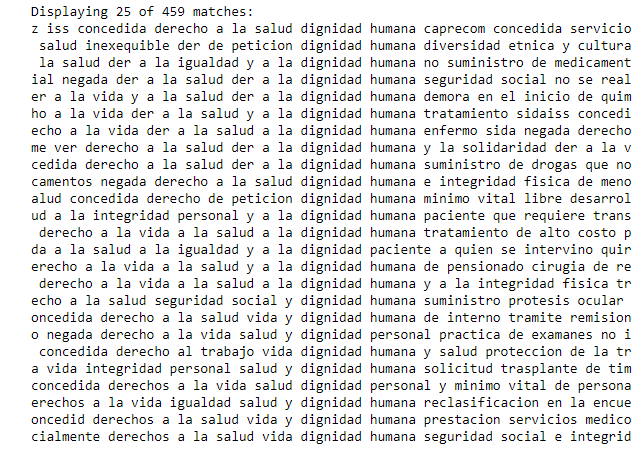 Displaying 25 of 459 matches:
z iss concedida derecho a la salud dignidad humana caprecom concedida servicio
salud inexequible der de peticion dignidad humana diversidad etnica y cultura
la salud der a la igualdad y a la dignidad humana no suministro de medicament
ial negada der a la salud der a la dignidad humana seguridad social no se real
er a la vida y a la salud der a la dignidad humana demora en el inicio de quim
ho a la vida der a la salud y a la dignidad humana tratamiento sidaiss concedi
echo a la vida der a la salud a la dignidad humana enfermo sida negada derecho
me ver derecho a la salud der a la dignidad humana y la solidaridad der a la v
cedida derecho a la salud der a la dignidad humana suministro de drogas que no
camentos negada derecho a la salud dignidad humana e integridad fisica de meno
alud concedida derecho de peticion dignidad humana minimo vital libre desarrol
ud a la integridad personal y a la dignidad humana paciente que requiere trans
derecho a la vida a la salud a la dignidad humana tratamiento de alto costo p
da a la salud a la igualdad y a la dignidad paciente a quien se intervino quir
erecho a la vida a la salud y a la dignidad humana de pensionado cirugia de re
derecho a la vida a la salud a la dignidad humana y a la integridad fisica tr
echo a la salud seguridad social y dignidad humana suministro protesis ocular
oncedida derecho a la salud vida y dignidad humana de interno tramite remision
o negada derecho a la vida salud y dignidad personal practica de examanes no i
concedida derecho al trabajo vida dignidad humana y salud proteccion de la tr
a vida integridad personal salud y dignidad humana solicitud trasplante de tim
concedida derechos a la vida salud dignidad personal y minimo vital de persona
erechos a la vida igualdad salud y dignidad humana reclasificacion en la encue
oncedid derechos a la salud vida y dignidad humana prestacion servicios medico
cialmente derechos a la salud vida dignidad humana seguridad social e integrid